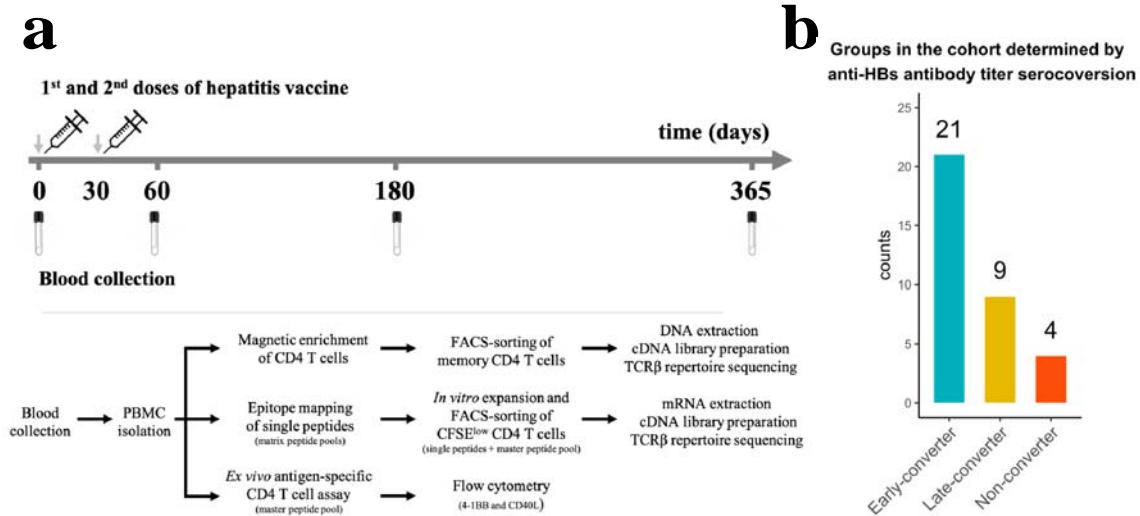 a
1st and 2nd doses of hepatitis vaccine
time (days)
0 30 60 180 365
Blood collection
Blood
collection
PBMC
isolation
Magnetic enrichment
of CD4 T cells
FACS-sorting of
memory CD4 T cells
DNA extraction
cDNA library preparation
TCRβ repertoire sequencing
Epitope mapping
of single peptides
(matrix peptide pools)
In vitro expansion and
FACS-sorting of
CFSElow CD4 T cells
(single peptides + master peptide pool)
mRNA extraction
cDNA library preparation
TCRβ repertoire sequencing
Ex vivo antigen-specific
CD4 T cell assay
(master peptide pool)
Flow cytometry
(4-1BB and CD40L)
b
Groups in the cohort determined by
anti-HBs antibody titer serocoversion
counts
25
20
15
10
5
0
21
9
4
Early-converter
Late-converter
Non-converter